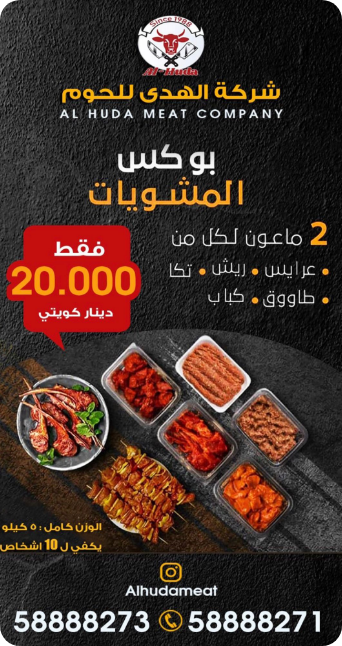 Since 1988
Al-Huda
شركة الهدى للحوم
AL HUDA MEAT COMPANY
بوكس
المشويات
2 ماعون لكل من
• عرايس • ريش • تكا
• طاووق • كباب
فقط
20.000
دينار كويتي
الوزن كامل : ٥ كيلو
يكفي ل 10 اشخاص
Alhudameat
58888273 58888271